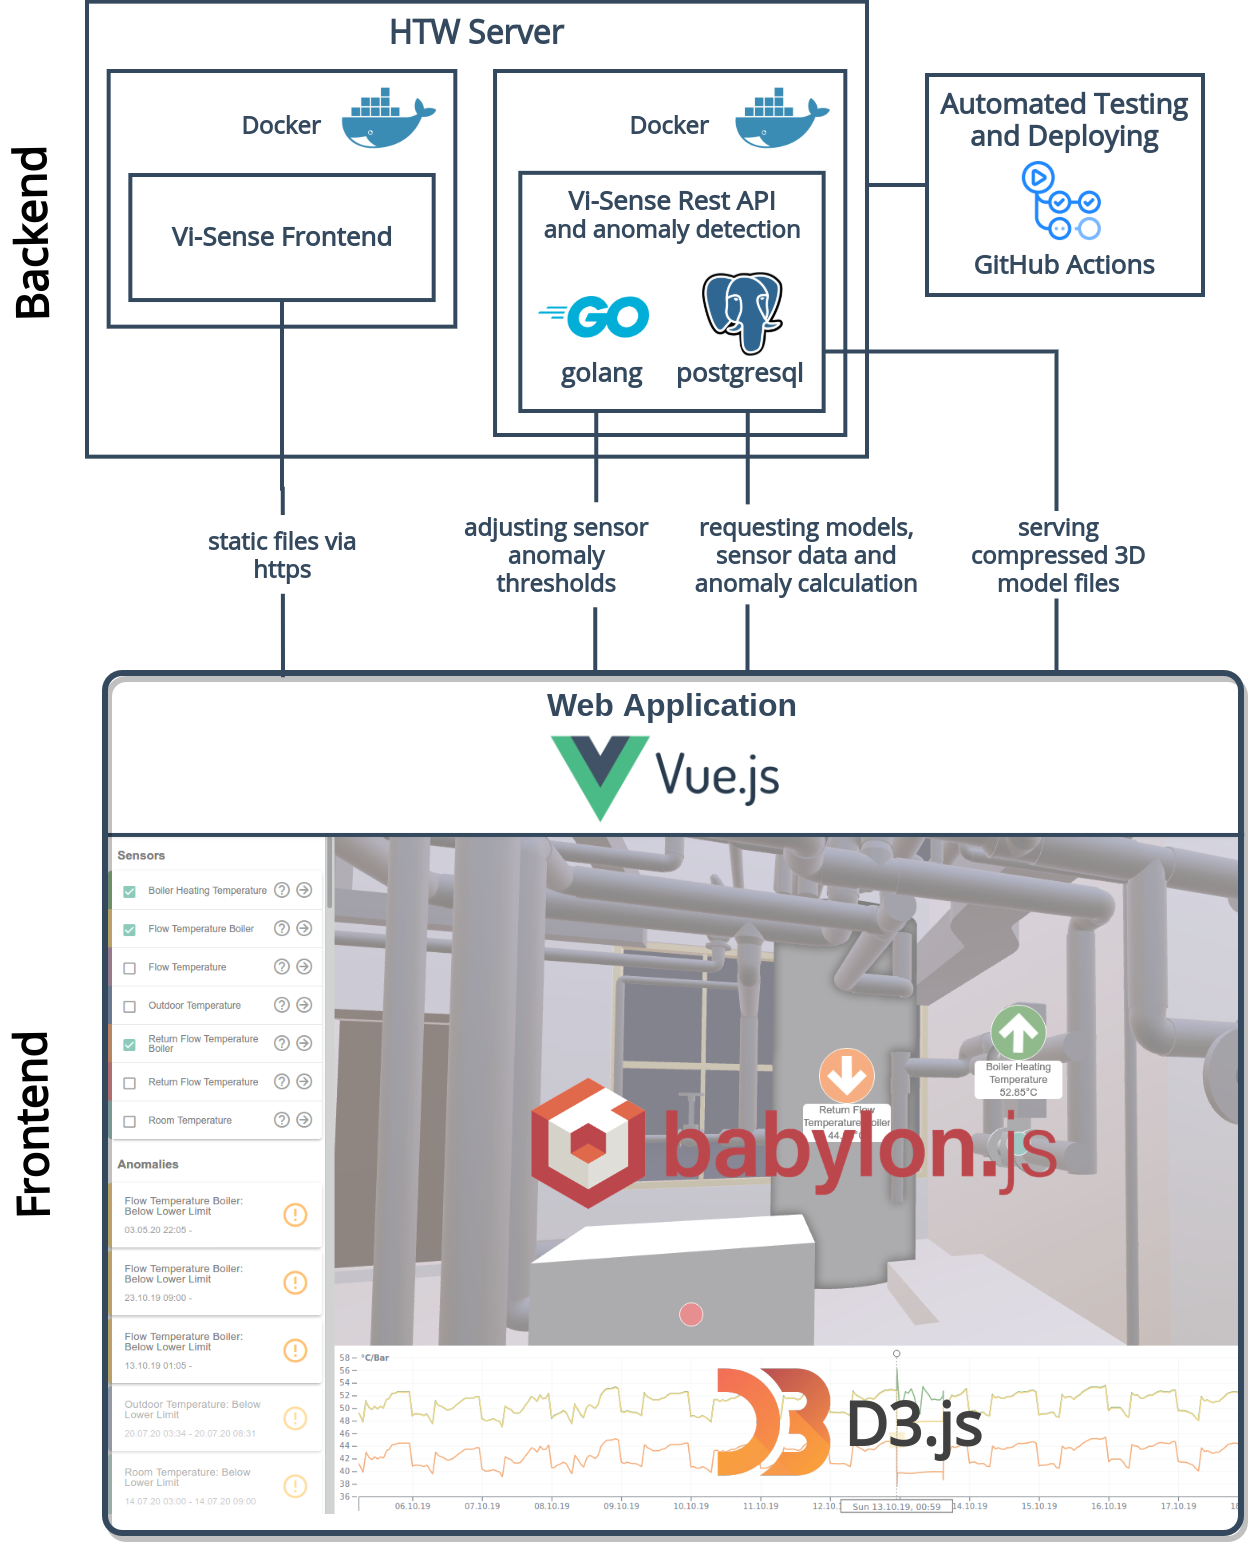 HTW Server
Backend
Docker
Vi-Sense Frontend
Docker
Vi-Sense Rest API
and anomaly detection
GO
golang
postgresql
Automated Testing
and Deploying
GitHub Actions
static files via
https
adjusting sensor
anomaly
thresholds
requesting models,
sensor data and
anomaly calculation
serving
compressed 3D
model files
Frontend
Web Application
Vue.js
Sensors
Boiler Heating Temperature
Flow Temperature Boiler
Flow Temperature
Outdoor Temperature
Return Flow Temperature
Boiler
Return Flow Temperature
Room Temperature
Anomalies
Flow Temperature Boiler:
Below Lower Limit
03.05.20 22:05 -
Flow Temperature Boiler:
Below Lower Limit
23.10.19 09:00 -
Flow Temperature Boiler:
Below Lower Limit
13.10.19 01:05 -
Outdoor Temperature: Below
Lower Limit
20.07.20 03:34 - 20.07.20 08:31
Room Temperature: Below
Lower Limit
14.07.20 03:00 - 14.07.20 09:00
Boiler Heating
Temperature
52.85°C
Return Flow
Temperature Boiler
babylon.js
°C/Bar
58
56
54
52
50
48
46
44
42
40
38
36
D3.js
06.10.19
07.10.19
08.10.19
09.10.19
10.10.19
11.10.19
12.10.
Sun 13.10.19, 00:59
14.10.19
15.10.19
16.10.19
17.10.19